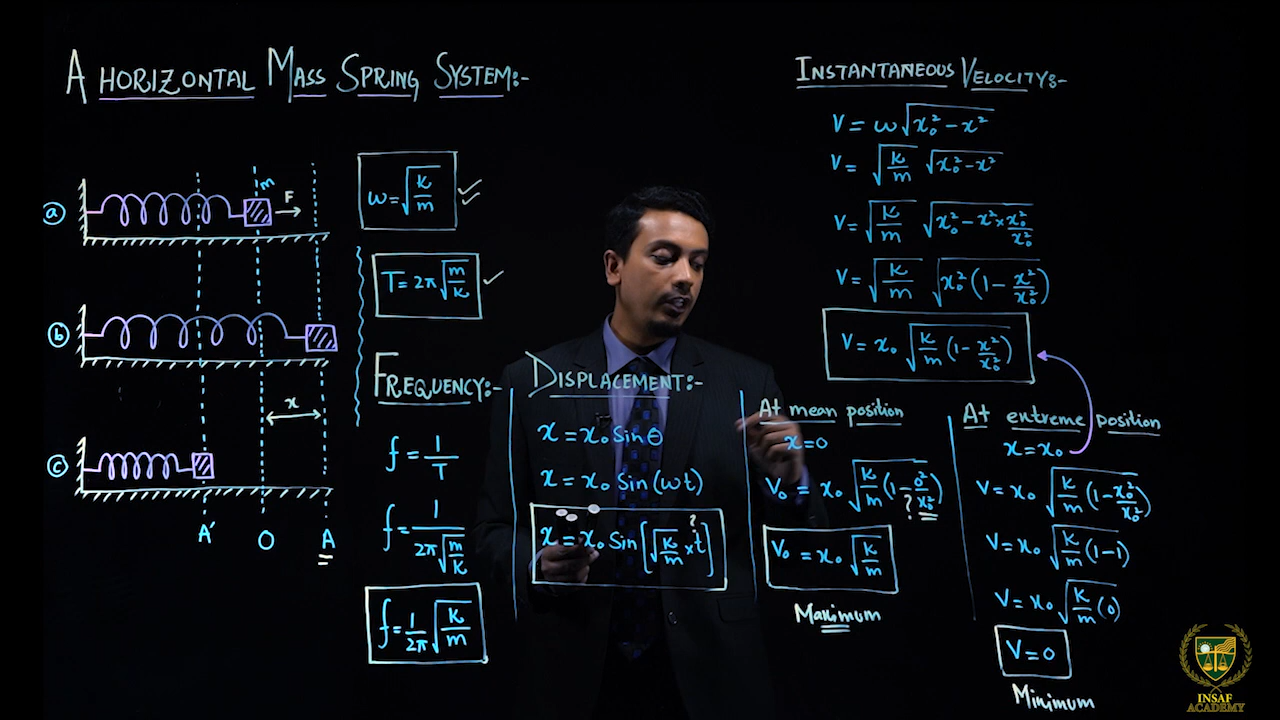 A HORIZONTAL MASS SPRING SYSTEM:-
a
m
F
b
x
c
A′
O
A
ω = √(k/m)
T = 2π√(m/k)
FREQUENCY:-
f = 1/T
f = 1/(2π√(m/k))
f = 1/2π √(k/m)
DISPLACEMENT:-
x = x₀ Sin θ
x = x₀ Sin (ωt)
x = x₀ Sin [√(k/m) × t]
?
INSTANTANEOUS VELOCITY:-
V = ω√(x₀² − x²)
V = √(k/m) √(x₀² − x²)
V = √(k/m) √(x₀² − x² × x₀²/x₀²)
V = √(k/m) √(x₀² (1 − x²/x₀²))
V = x₀ √(k/m (1 − x²/x₀²))
At mean position
x = 0
V₀ = x₀ √(k/m (1 − 0²/x₀²))
?
V₀ = x₀ √(k/m)
Maximum
At extreme position
x = x₀
V = x₀ √(k/m (1 − x₀²/x₀²))
V = x₀ √(k/m (1 − 1))
V = x₀ √(k/m (0))
V = 0
Minimum
INSAF
ACADEMY